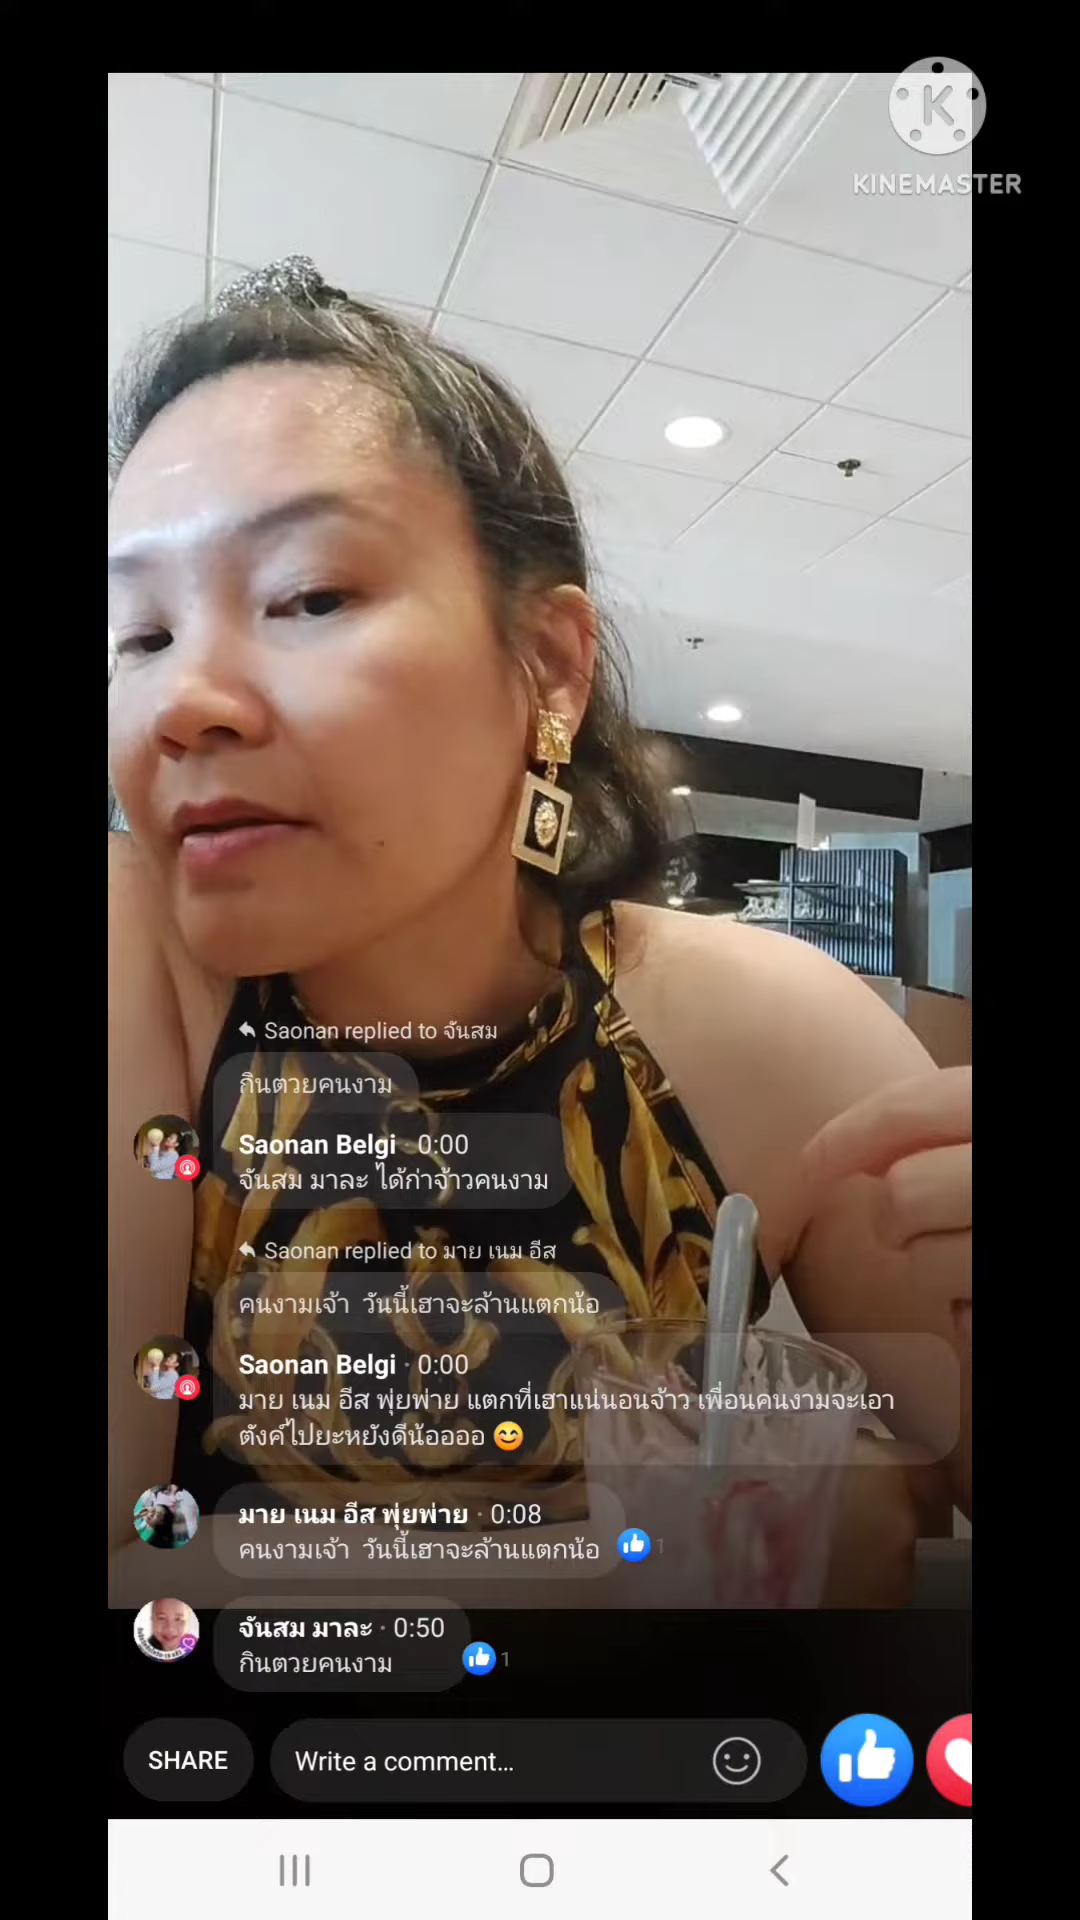 KINEMASTER
Saonan replied to จันสม
กินตวยคนงาม
Saonan Belgi · 0:00
จันสม มาละ ได้ก่าจ้าวคนงาม
Saonan replied to มาย เนม อีส
คนงามเจ้า วันนี้เฮาจะล้านแตกน้อ
Saonan Belgi · 0:00
มาย เนม อีส พุ่ยพ่าย แตกที่เฮาแน่นอนจ้าว เพื่อนคนงามจะเอา
ตังค์ไปยะหยังดีน้ออออ 😊
มาย เนม อีส พุ่ยพ่าย · 0:08
คนงามเจ้า วันนี้เฮาจะล้านแตกน้อ
1
จันสม มาละ · 0:50
กินตวยคนงาม
1
SHARE
Write a comment...